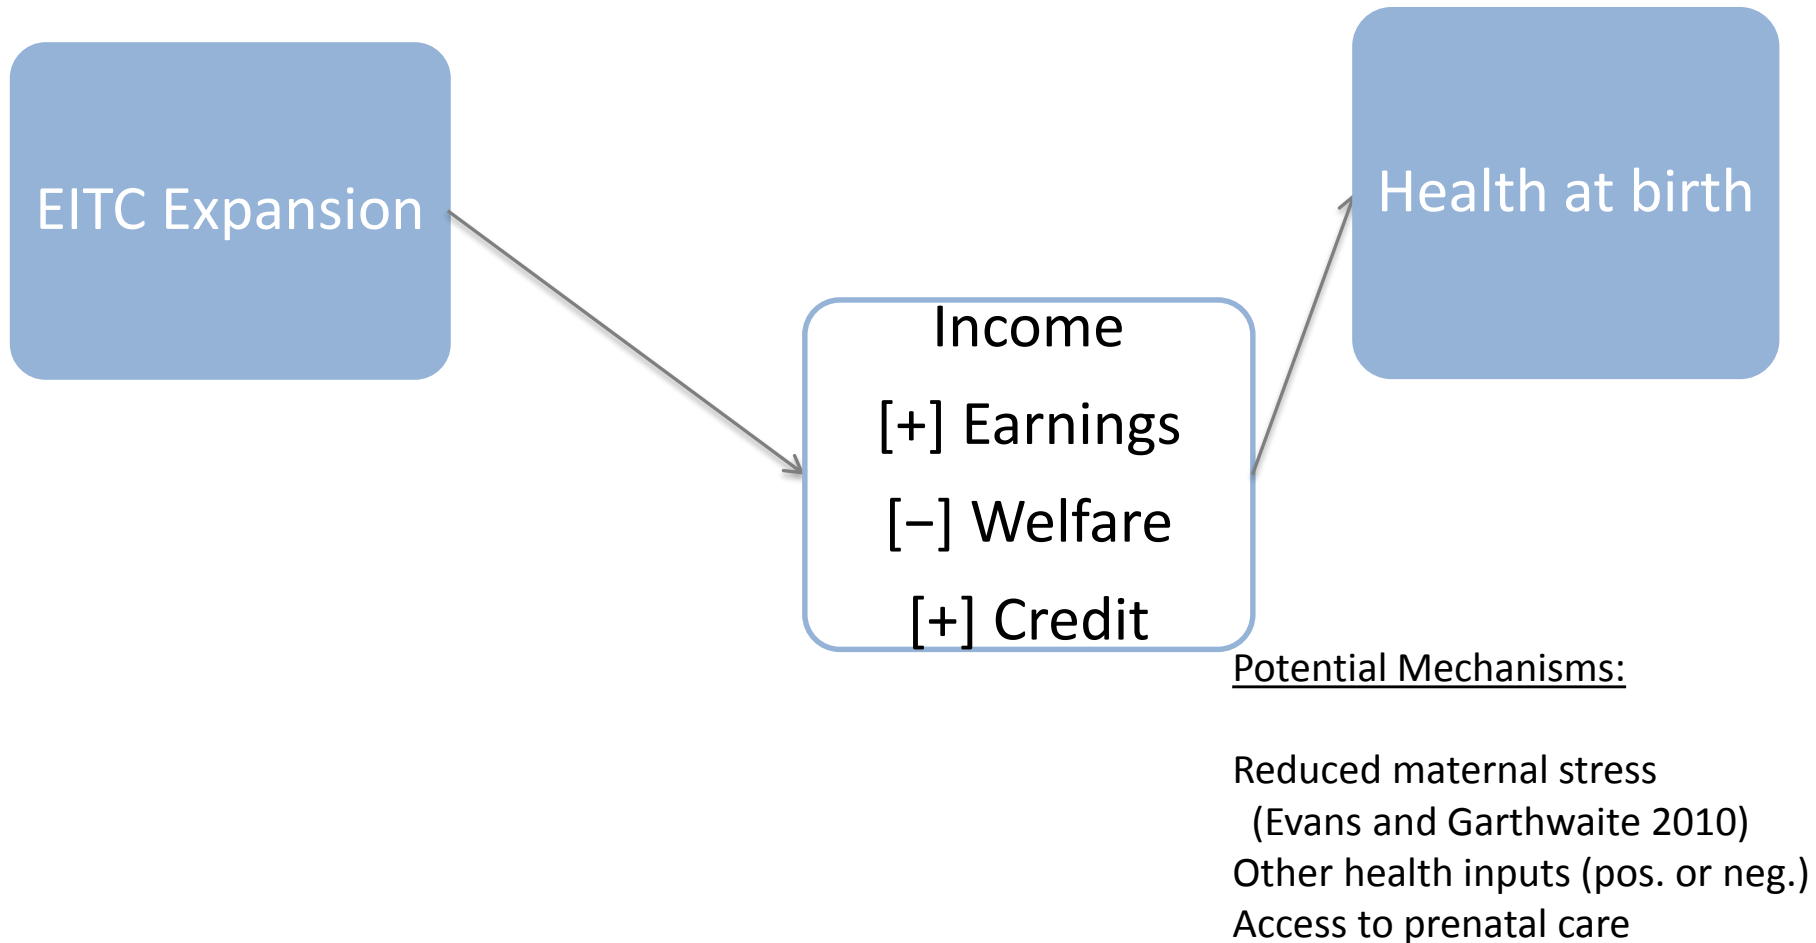 EITC Expansion
Health at birth
Income
[+] Earnings
[−] Welfare
[+] Credit
Potential Mechanisms:
Reduced maternal stress
(Evans and Garthwaite 2010)
Other health inputs (pos. or neg.)
Access to prenatal care